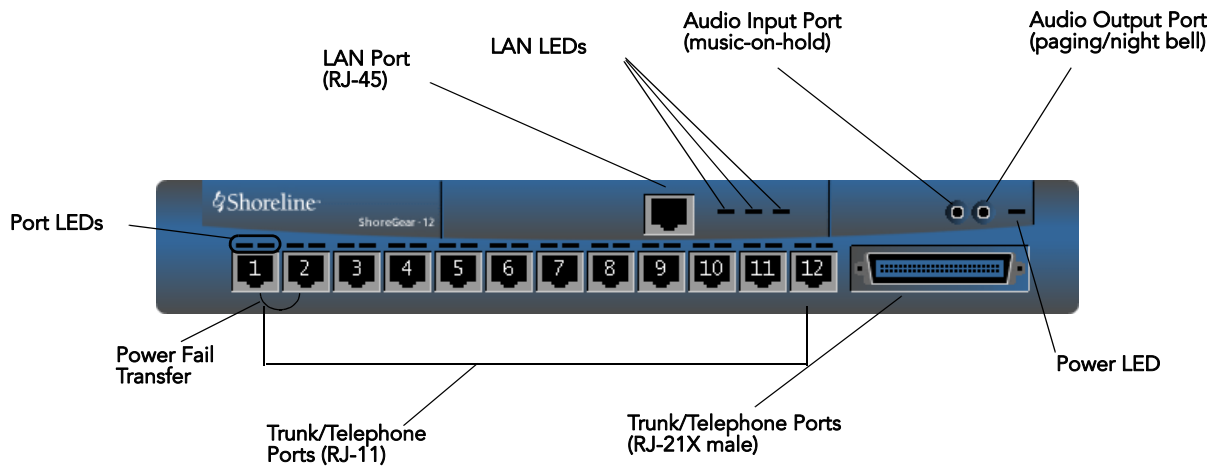 Audio Input Port
(music-on-hold)
Audio Output Port
(paging/night bell)
LAN LEDs
LAN Port
(RJ-45)
Shoreline™
ShoreGear-12
Port LEDs
1 2 3 4 5 6 7 8 9 10 11 12
Power Fail
Transfer
Power LED
Trunk/Telephone
Ports (RJ-11)
Trunk/Telephone Ports
(RJ-21X male)